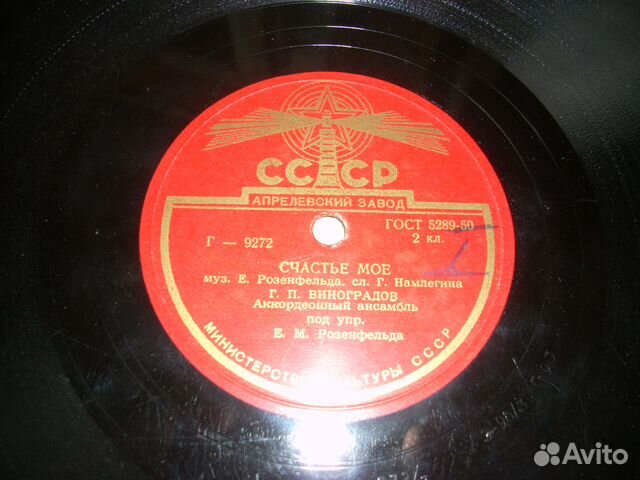 СССР
АПРЕЛЕВСКИЙ ЗАВОД
ГОСТ 5289-50
Г — 9272
2 кл.
СЧАСТЬЕ МОЕ
муз. Е. Розенфельда, сл. Г. Намлегина
Г. П. ВИНОГРАДОВ
Аккордеонный ансамбль
под упр.
Е. М. Розенфельда
МИНИСТЕРСТВО КУЛЬТУРЫ СССР
Avito